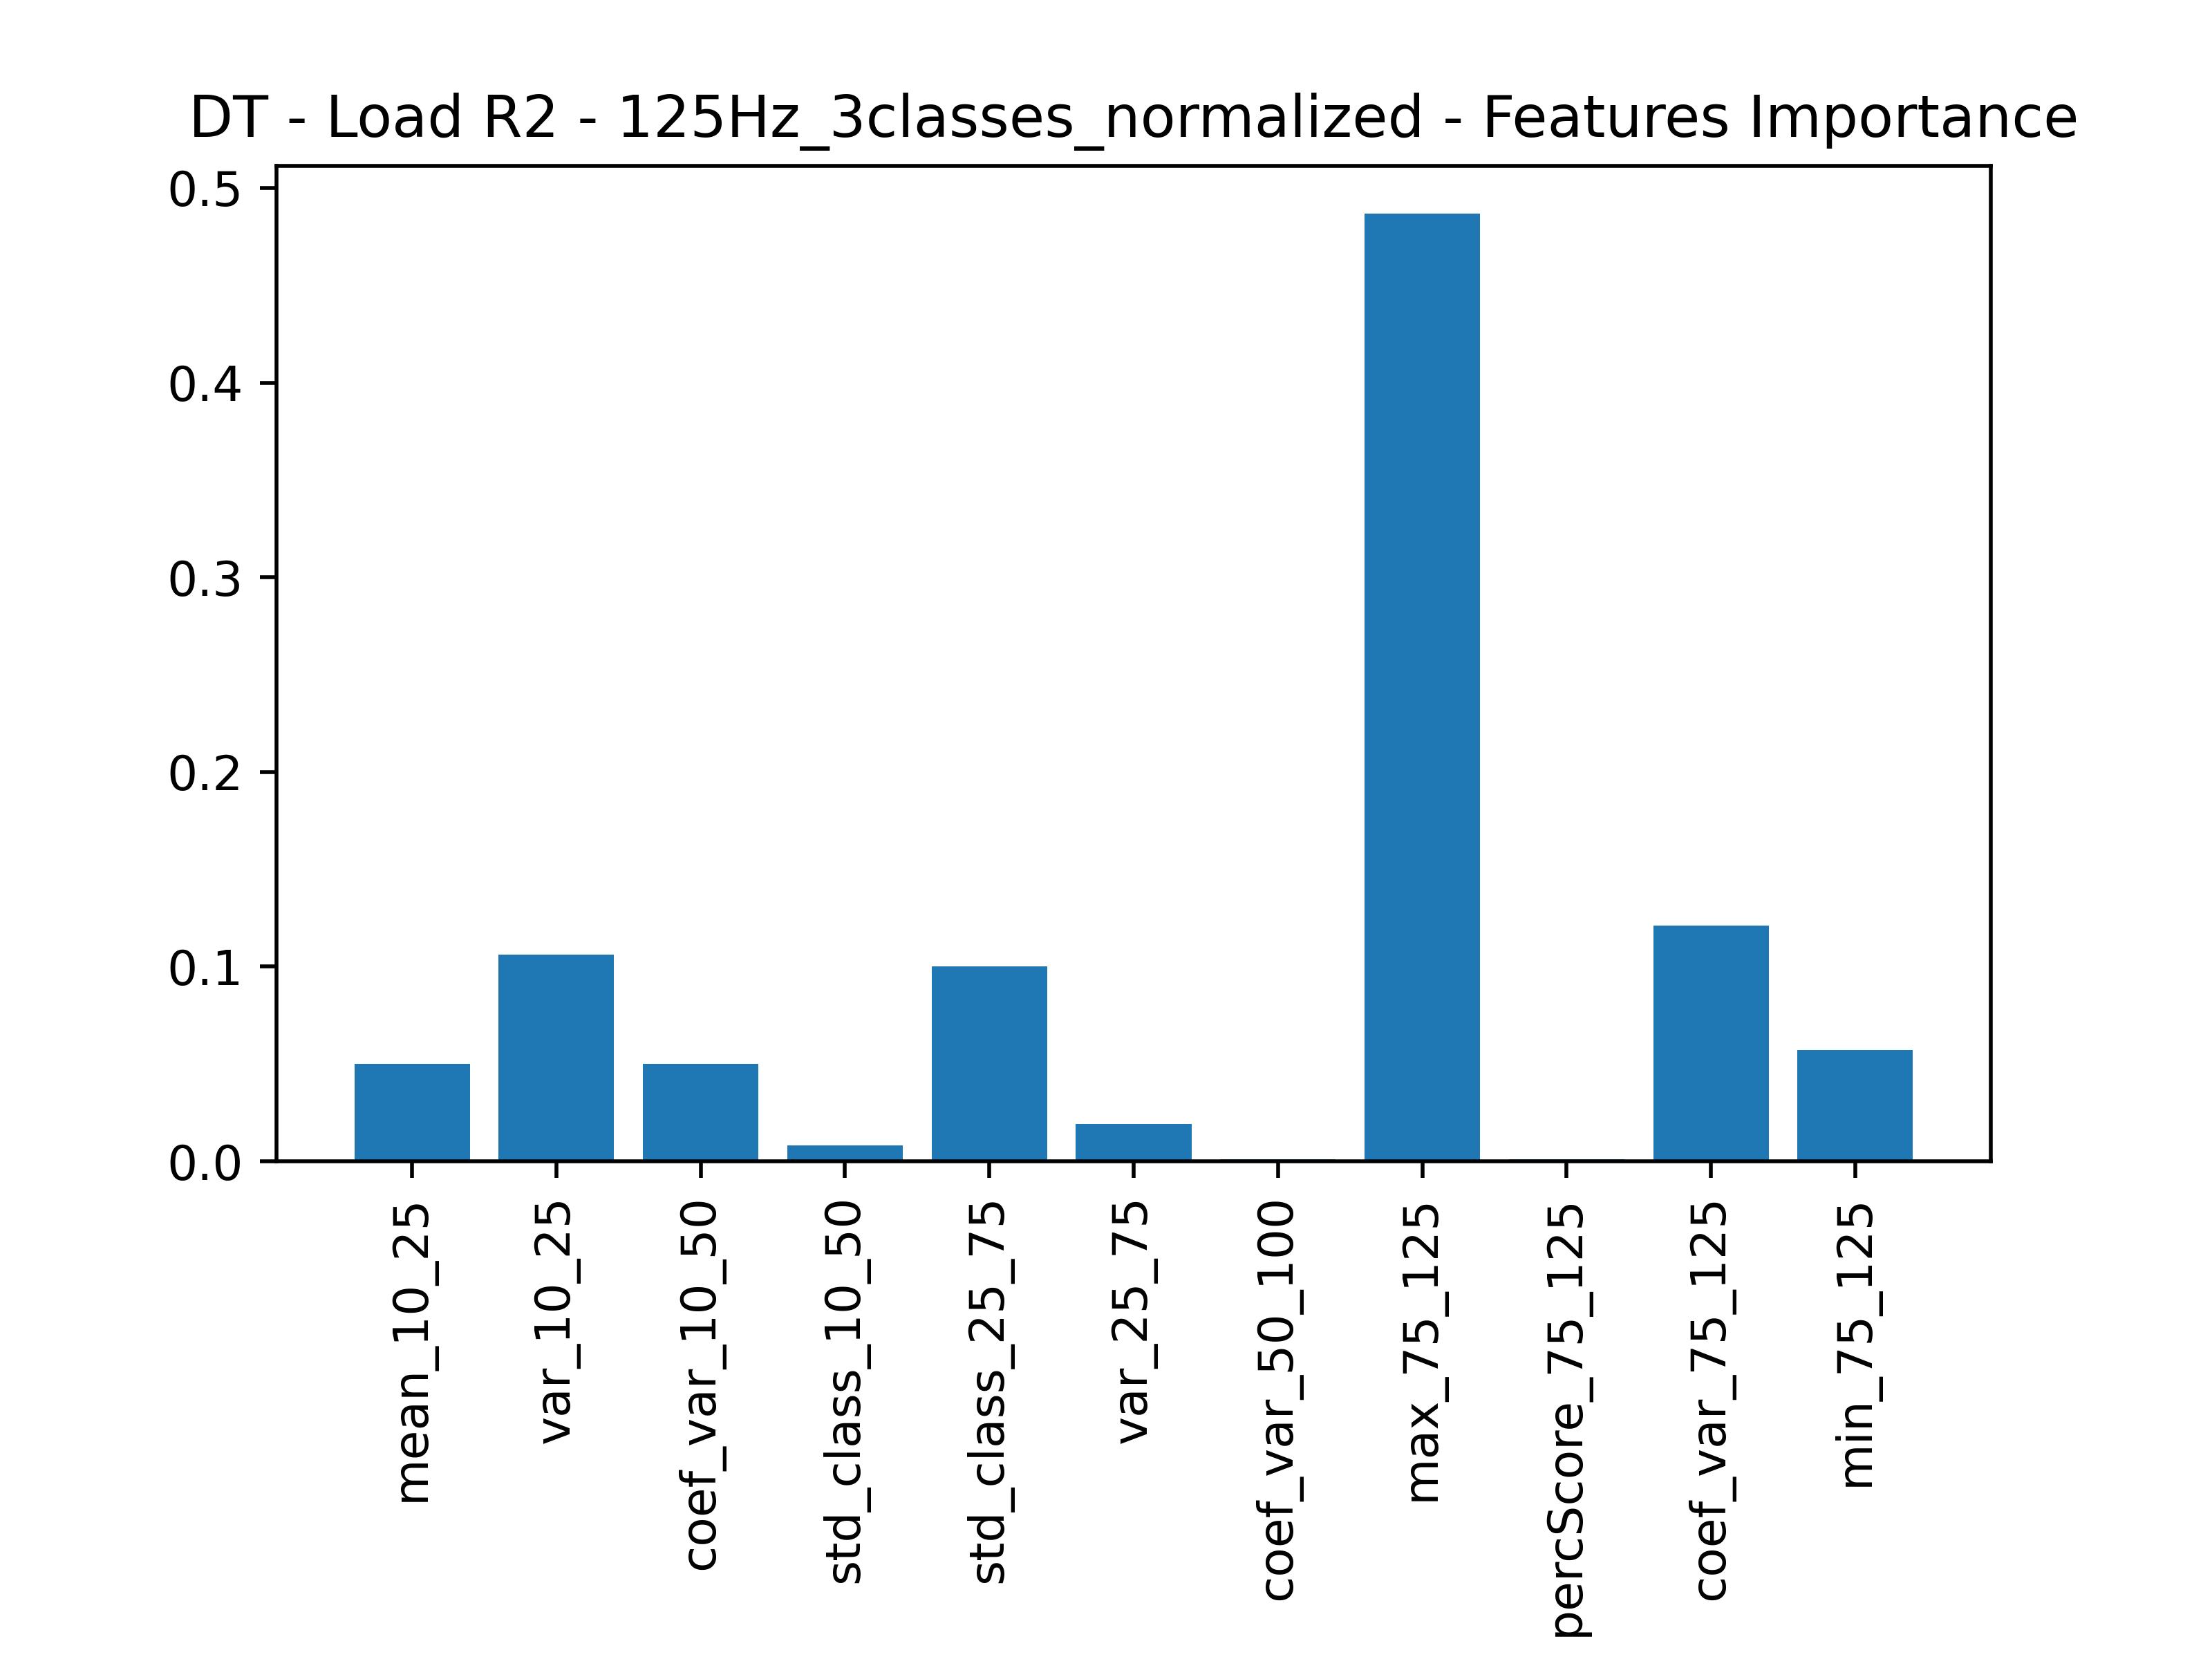 DT - Load R2 - 125Hz_3classes_normalized - Features Importance
0.5
0.4
0.3
0.2
0.1
0.0
mean_10_25
var_10_25
coef_var_10_50
std_class_10_50
std_class_25_75
var_25_75
coef_var_50_100
max_75_125
percScore_75_125
coef_var_75_125
min_75_125